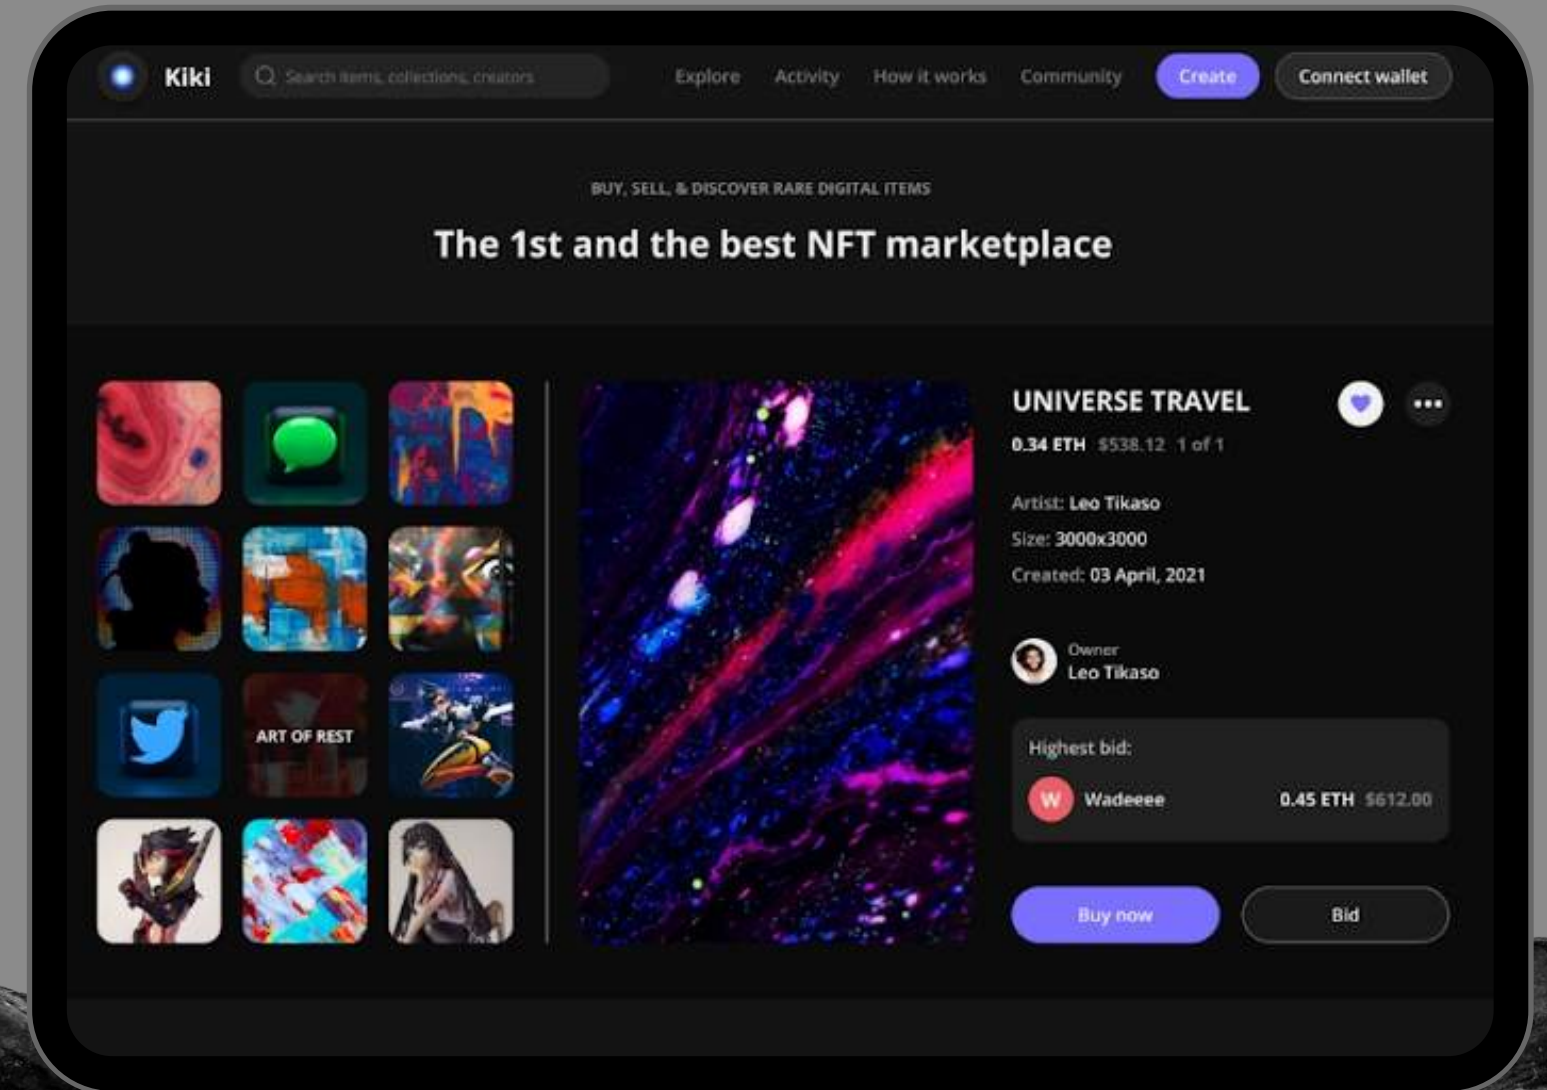 Kiki
Search items, collections, creators
Explore
Activity
How it works
Community
Create
Connect wallet
BUY, SELL, & DISCOVER RARE DIGITAL ITEMS
The 1st and the best NFT marketplace
ART OF REST
UNIVERSE TRAVEL
0.34 ETH $538.12 1 of 1
Artist: Leo Tikaso
Size: 3000x3000
Created: 03 April, 2021
Owner
Leo Tikaso
Highest bid:
W Wadeeee 0.45 ETH $612.00
Buy now
Bid